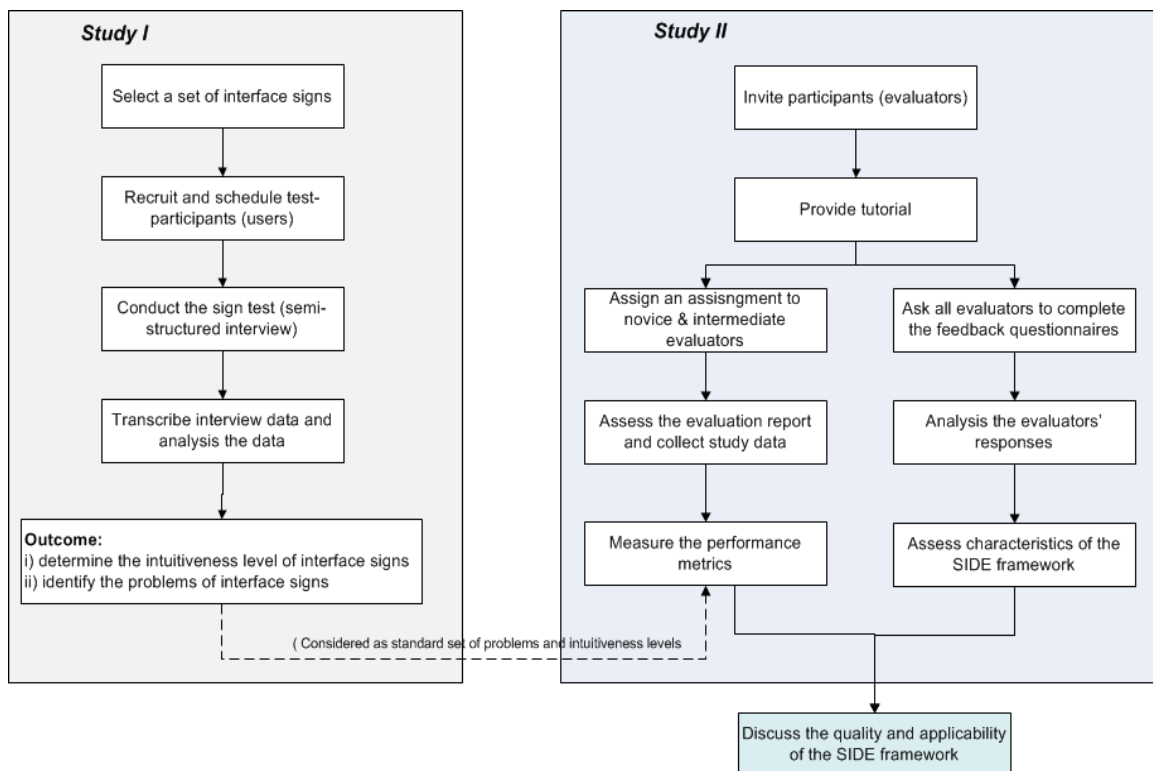 Study I
Select a set of interface signs
Recruit and schedule test-
participants (users)
Conduct the sign test (semi-
structured interview)
Transcribe interview data and
analysis the data
Outcome:
i) determine the intuitiveness level of interface signs
ii) identify the problems of interface signs
( Considered as standard set of problems and intuitiveness levels
Study II
Invite participants (evaluators)
Provide tutorial
Assign an assisngment to
novice & intermediate
evaluators
Ask all evaluators to complete
the feedback questionnaires
Assess the evaluation report
and collect study data
Analysis the evaluators’
responses
Measure the performance
metrics
Assess characteristics of the
SIDE framework
Discuss the quality and applicability
of the SIDE framework